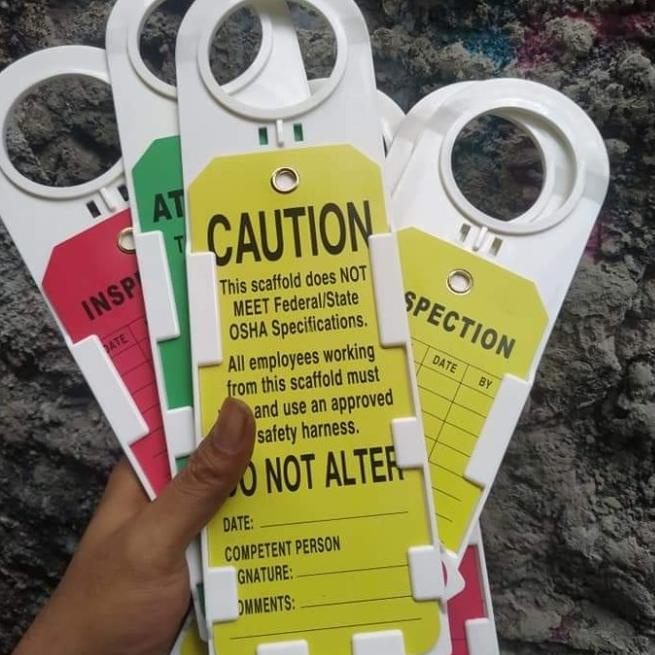 INSP
DATE
AT
T
CAUTION
This scaffold does NOT
MEET Federal/State
OSHA Specifications.
All employees working
from this scaffold must
and use an approved
safety harness.
DO NOT ALTER
DATE:
COMPETENT PERSON
GNATURE:
OMMENTS:
SPECTION
DATE BY